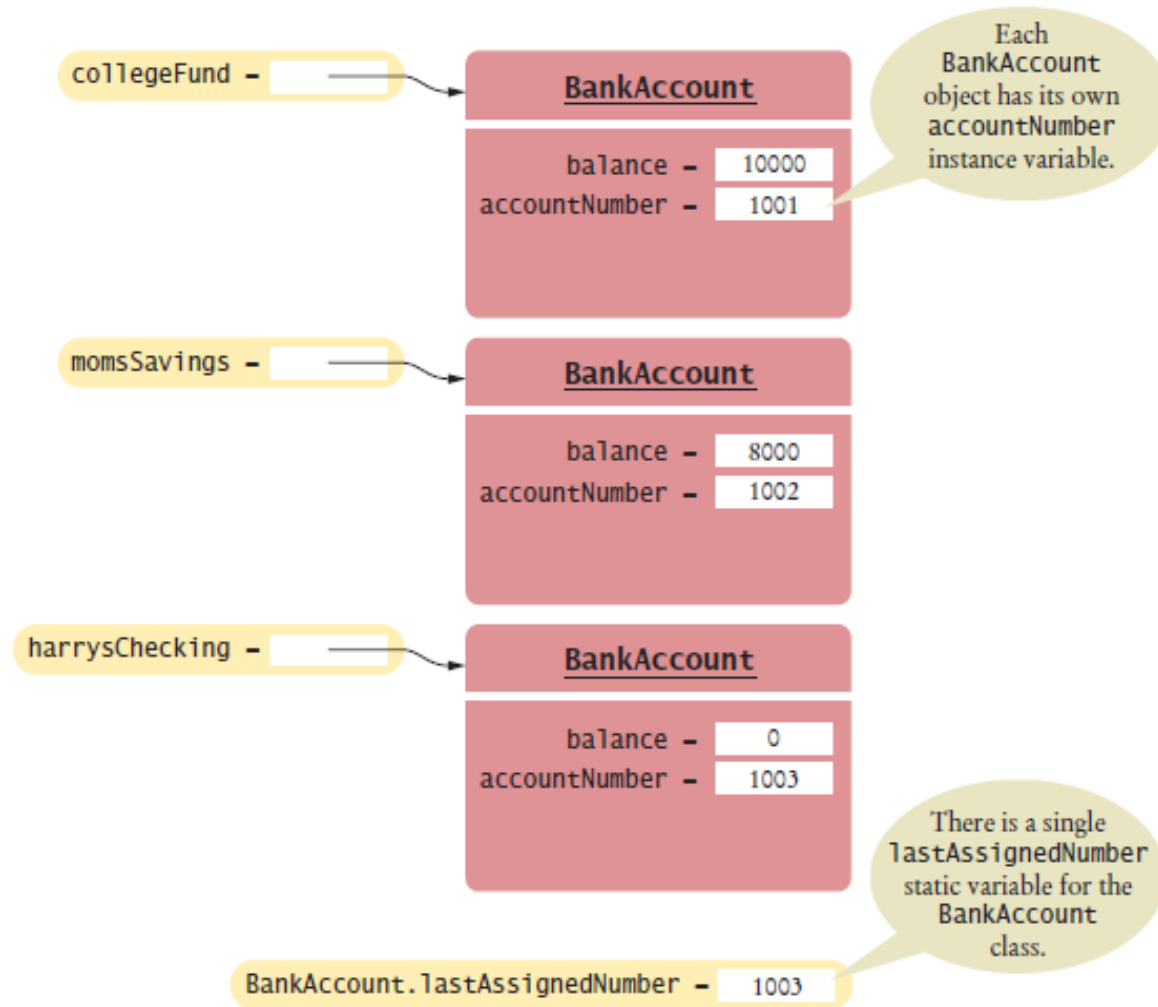 collegeFund =
BankAccount
balance = 10000
accountNumber = 1001
Each
BankAccount
object has its own
accountNumber
instance variable.
momsSavings =
BankAccount
balance = 8000
accountNumber = 1002
harrysChecking =
BankAccount
balance = 0
accountNumber = 1003
There is a single
lastAssignedNumber
static variable for the
BankAccount
class.
BankAccount.lastAssignedNumber = 1003